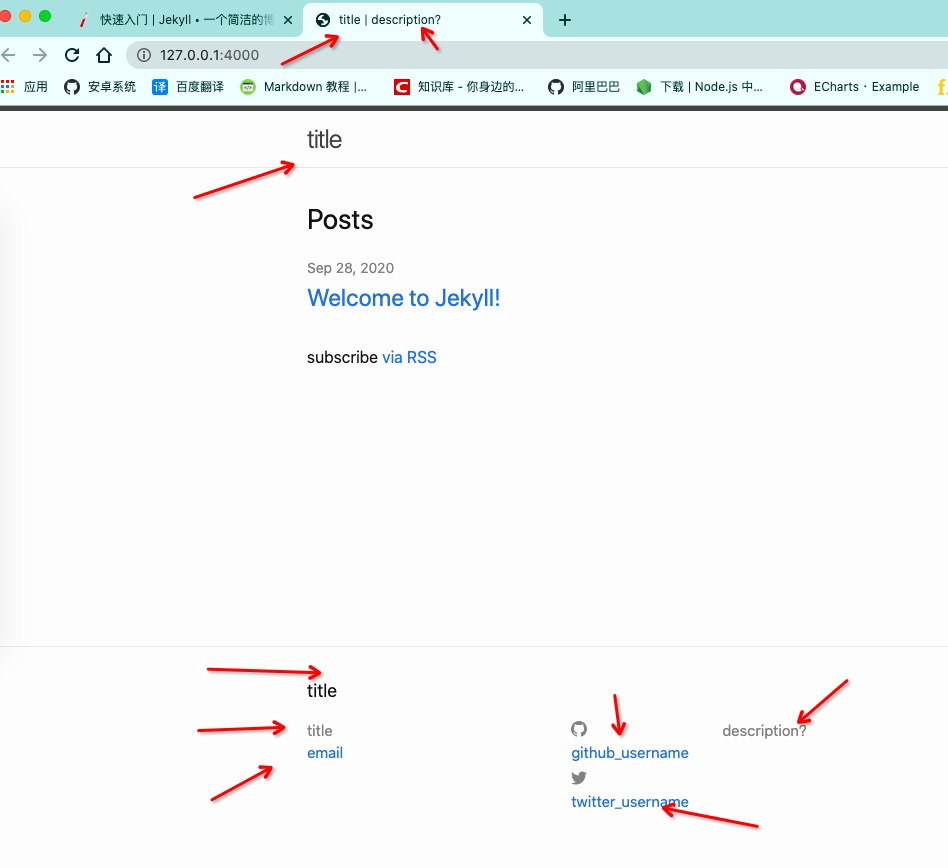 快速入门 | Jekyll • 一个简洁的博
title | description?
127.0.0.1:4000
应用 安卓系统 译 百度翻译 Markdown 教程 |... C 知识库 - 你身边的... 阿里巴巴 下载 | Node.js 中... ECharts · Example f.
title
Posts
Sep 28, 2020
Welcome to Jekyll!
subscribe via RSS
title
title
email
github_username
twitter_username
description?